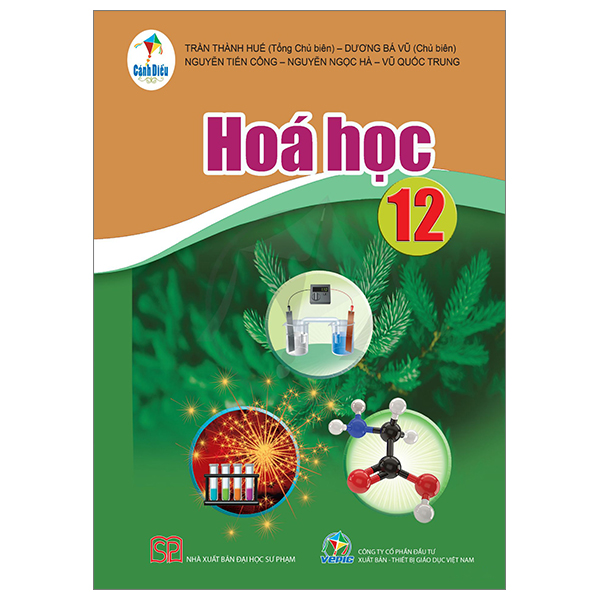 TRẦN THÀNH HUẾ (Tổng Chủ biên) – DƯƠNG BÁ VŨ (Chủ biên)
NGUYỄN TIẾN CÔNG – NGUYỄN NGỌC HÀ – VŨ QUỐC TRUNG
Cánh Diều
Hoá học
12
SP
NHÀ XUẤT BẢN ĐẠI HỌC SƯ PHẠM
VEPIC
CÔNG TY CỔ PHẦN ĐẦU TƯ
XUẤT BẢN - THIẾT BỊ GIÁO DỤC VIỆT NAM